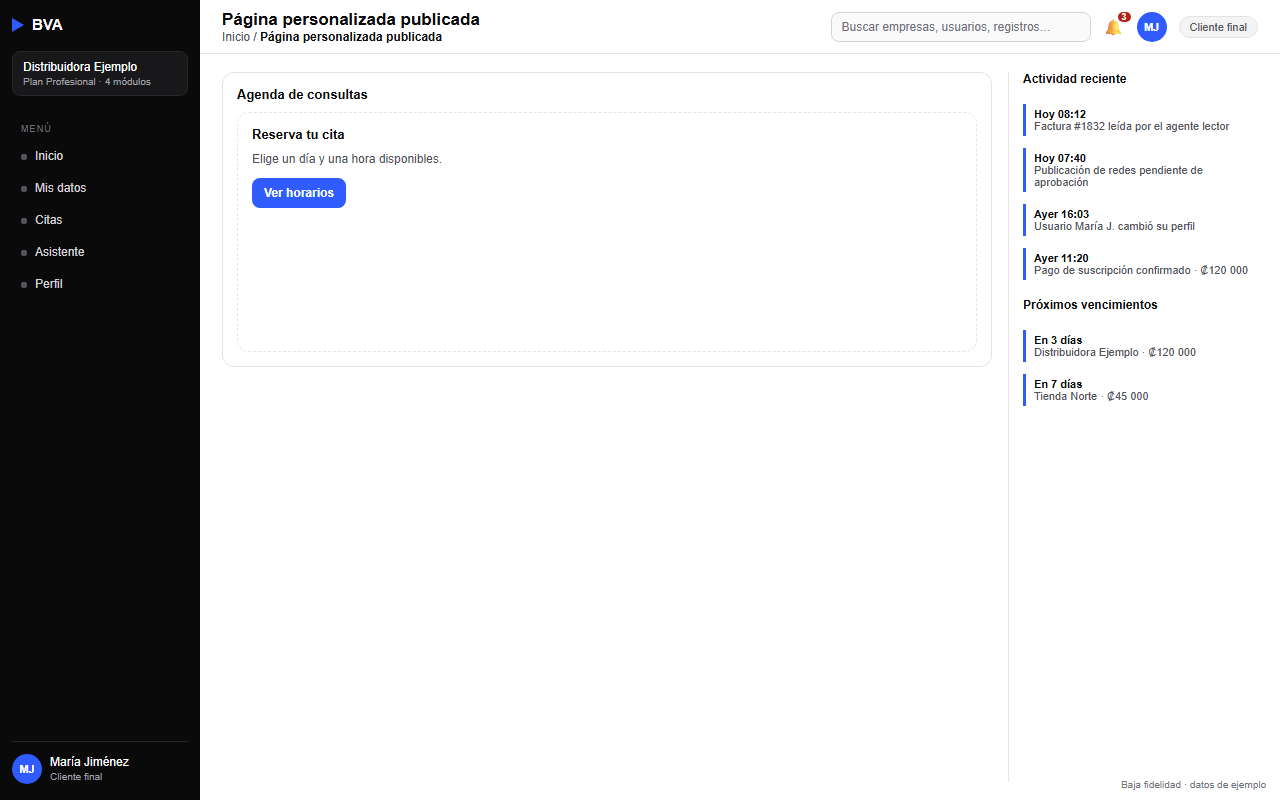 BVA
Distribuidora Ejemplo
Plan Profesional · 4 módulos
MENÚ
Inicio
Mis datos
Citas
Asistente
Perfil
MJ
María Jiménez
Cliente final
Página personalizada publicada
Inicio / Página personalizada publicada
Buscar empresas, usuarios, registros…
3
MJ
Cliente final
Agenda de consultas
Reserva tu cita
Elige un día y una hora disponibles.
Ver horarios
Actividad reciente
Hoy 08:12
Factura #1832 leída por el agente lector
Hoy 07:40
Publicación de redes pendiente de
aprobación
Ayer 16:03
Usuario María J. cambió su perfil
Ayer 11:20
Pago de suscripción confirmado · ₡120 000
Próximos vencimientos
En 3 días
Distribuidora Ejemplo · ₡120 000
En 7 días
Tienda Norte · ₡45 000
Baja fidelidad · datos de ejemplo